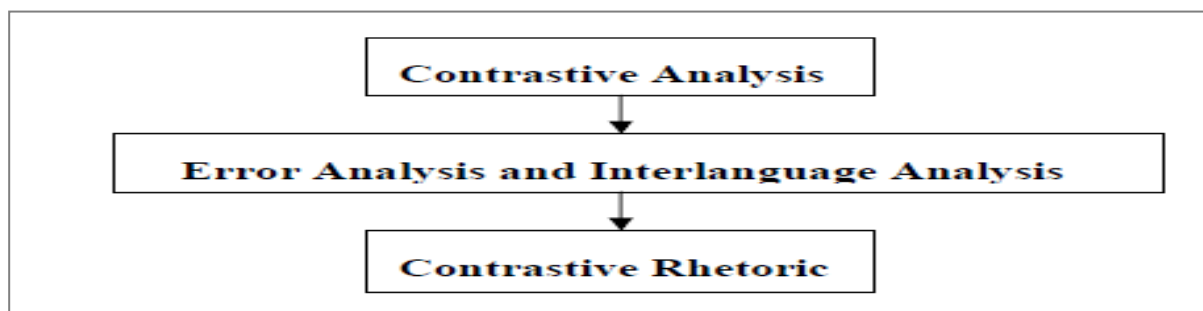 Contrastive Analysis
Error Analysis and Interlanguage Analysis
Contrastive Rhetoric